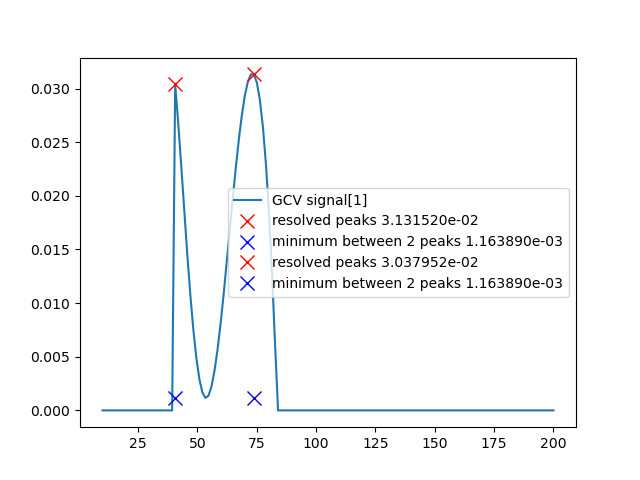 0.030
0.025
0.020
0.015
0.010
0.005
0.000
GCV signal[1]
resolved peaks 3.131520e-02
minimum between 2 peaks 1.163890e-03
resolved peaks 3.037952e-02
minimum between 2 peaks 1.163890e-03
25 50 75 100 125 150 175 200